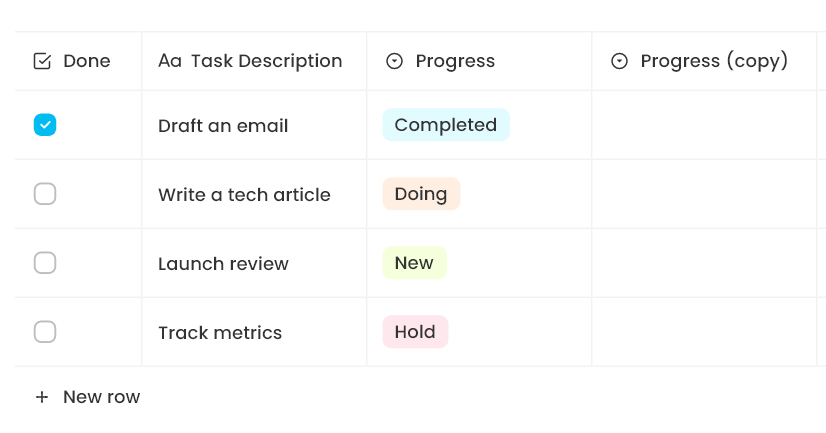 Done Aa Task Description Progress Progress (copy)
Draft an email Completed
Write a tech article Doing
Launch review New
Track metrics Hold
+ New row